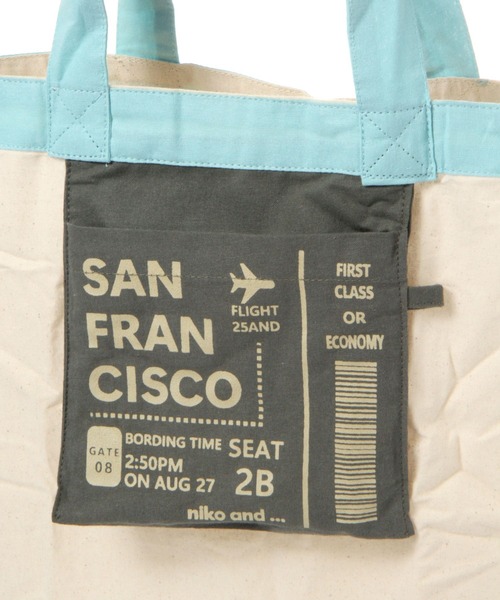 SAN
FRAN
CISCO
FLIGHT
25AND
GATE
08
BORDING TIME
2:50PM
ON AUG 27
SEAT
2B
niko and ...
FIRST
CLASS
OR
ECONOMY